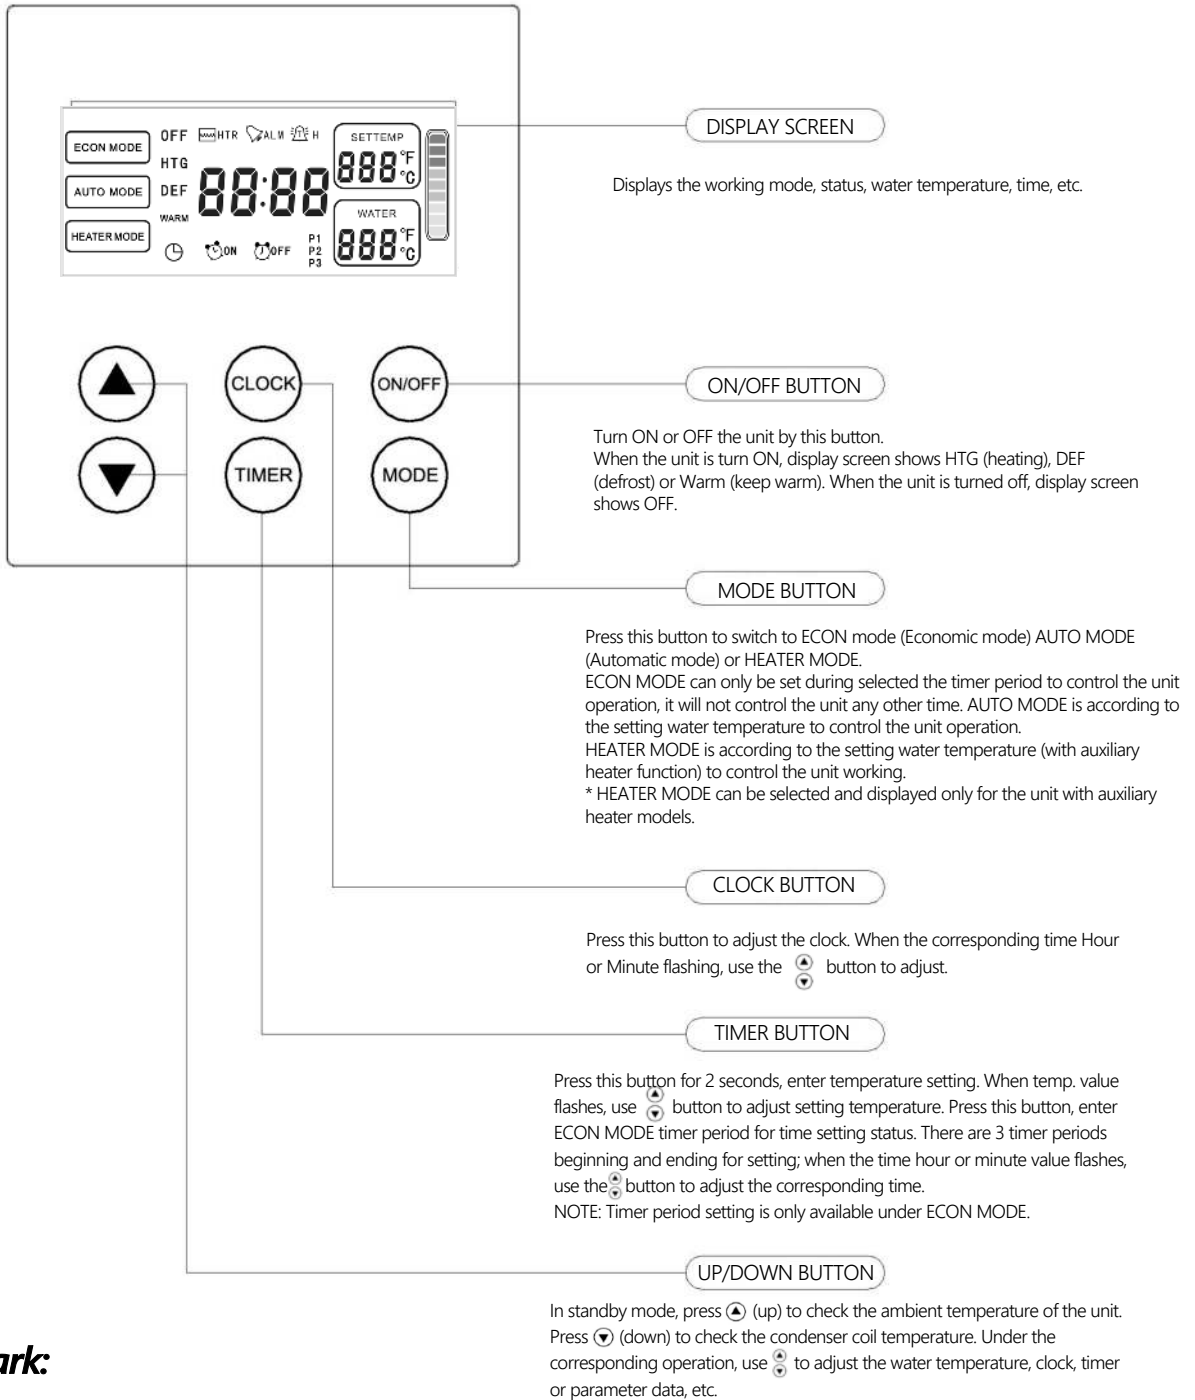 ECON MODE
AUTO MODE
HEATER MODE
OFF
HTG
DEF
WARM
HTR
ALM
H
88:88
ON
OFF
P1
P2
P3
SETTEMP
888 °F °C
WATER
888 °F °C
CLOCK
ON/OFF
TIMER
MODE
DISPLAY SCREEN
Displays the working mode, status, water temperature, time, etc.
ON/OFF BUTTON
Turn ON or OFF the unit by this button.
When the unit is turn ON, display screen shows HTG (heating), DEF
(defrost) or Warm (keep warm). When the unit is turned off, display screen
shows OFF.
MODE BUTTON
Press this button to switch to ECON mode (Economic mode) AUTO MODE
(Automatic mode) or HEATER MODE.
ECON MODE can only be set during selected the timer period to control the unit
operation, it will not control the unit any other time. AUTO MODE is according to
the setting water temperature to control the unit operation.
HEATER MODE is according to the setting water temperature (with auxiliary
heater function) to control the unit working.
* HEATER MODE can be selected and displayed only for the unit with auxiliary
heater models.
CLOCK BUTTON
Press this button to adjust the clock. When the corresponding time Hour
or Minute flashing, use the button to adjust.
TIMER BUTTON
Press this button for 2 seconds, enter temperature setting. When temp. value
flashes, use button to adjust setting temperature. Press this button, enter
ECON MODE timer period for time setting status. There are 3 timer periods
beginning and ending for setting; when the time hour or minute value flashes,
use the button to adjust the corresponding time.
NOTE: Timer period setting is only available under ECON MODE.
UP/DOWN BUTTON
In standby mode, press (up) to check the ambient temperature of the unit.
Press (down) to check the condenser coil temperature. Under the
corresponding operation, use to adjust the water temperature, clock, timer
or parameter data, etc.
ark: